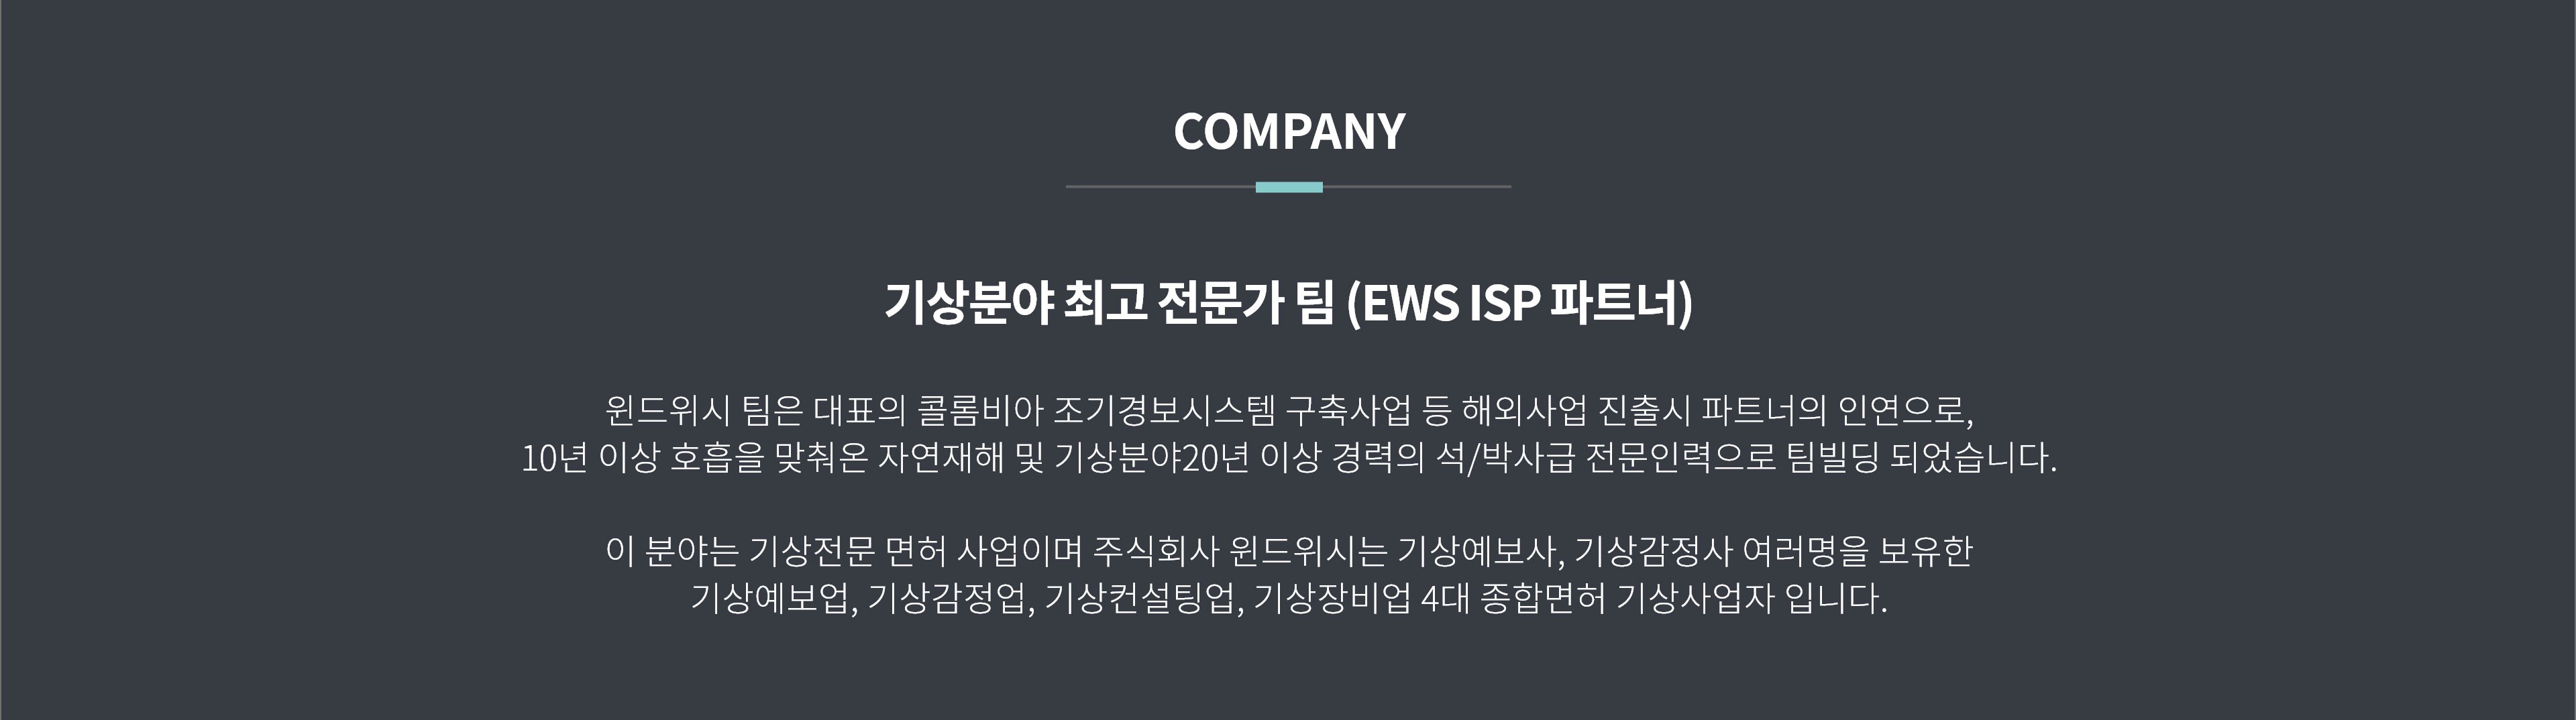 COMPANY
기상분야 최고 전문가 팀 (EWS ISP 파트너)
윈드위시 팀은 대표의 콜롬비아 조기경보시스템 구축사업 등 해외사업 진출시 파트너의 인연으로,
10년 이상 호흡을 맞춰온 자연재해 및 기상분야20년 이상 경력의 석/박사급 전문인력으로 팀빌딩 되었습니다.
이 분야는 기상전문 면허 사업이며 주식회사 윈드위시는 기상예보사, 기상감정사 여러명을 보유한
기상예보업, 기상감정업, 기상컨설팅업, 기상장비업 4대 종합면허 기상사업자 입니다.